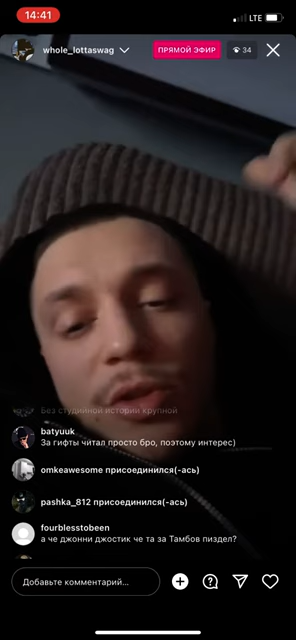 14:41
LTE
whole_lottaswag
ПРЯМОЙ ЭФИР
34
Без студийной истории крупной
batyuuk
За гифты читал просто бро, поэтому интерес)
omkeawesome присоединился(-ась)
pashka_812 присоединился(-ась)
fourblesstobeen
а че джонни джостик че та за Тамбов пиздел?
Добавьте комментарий...